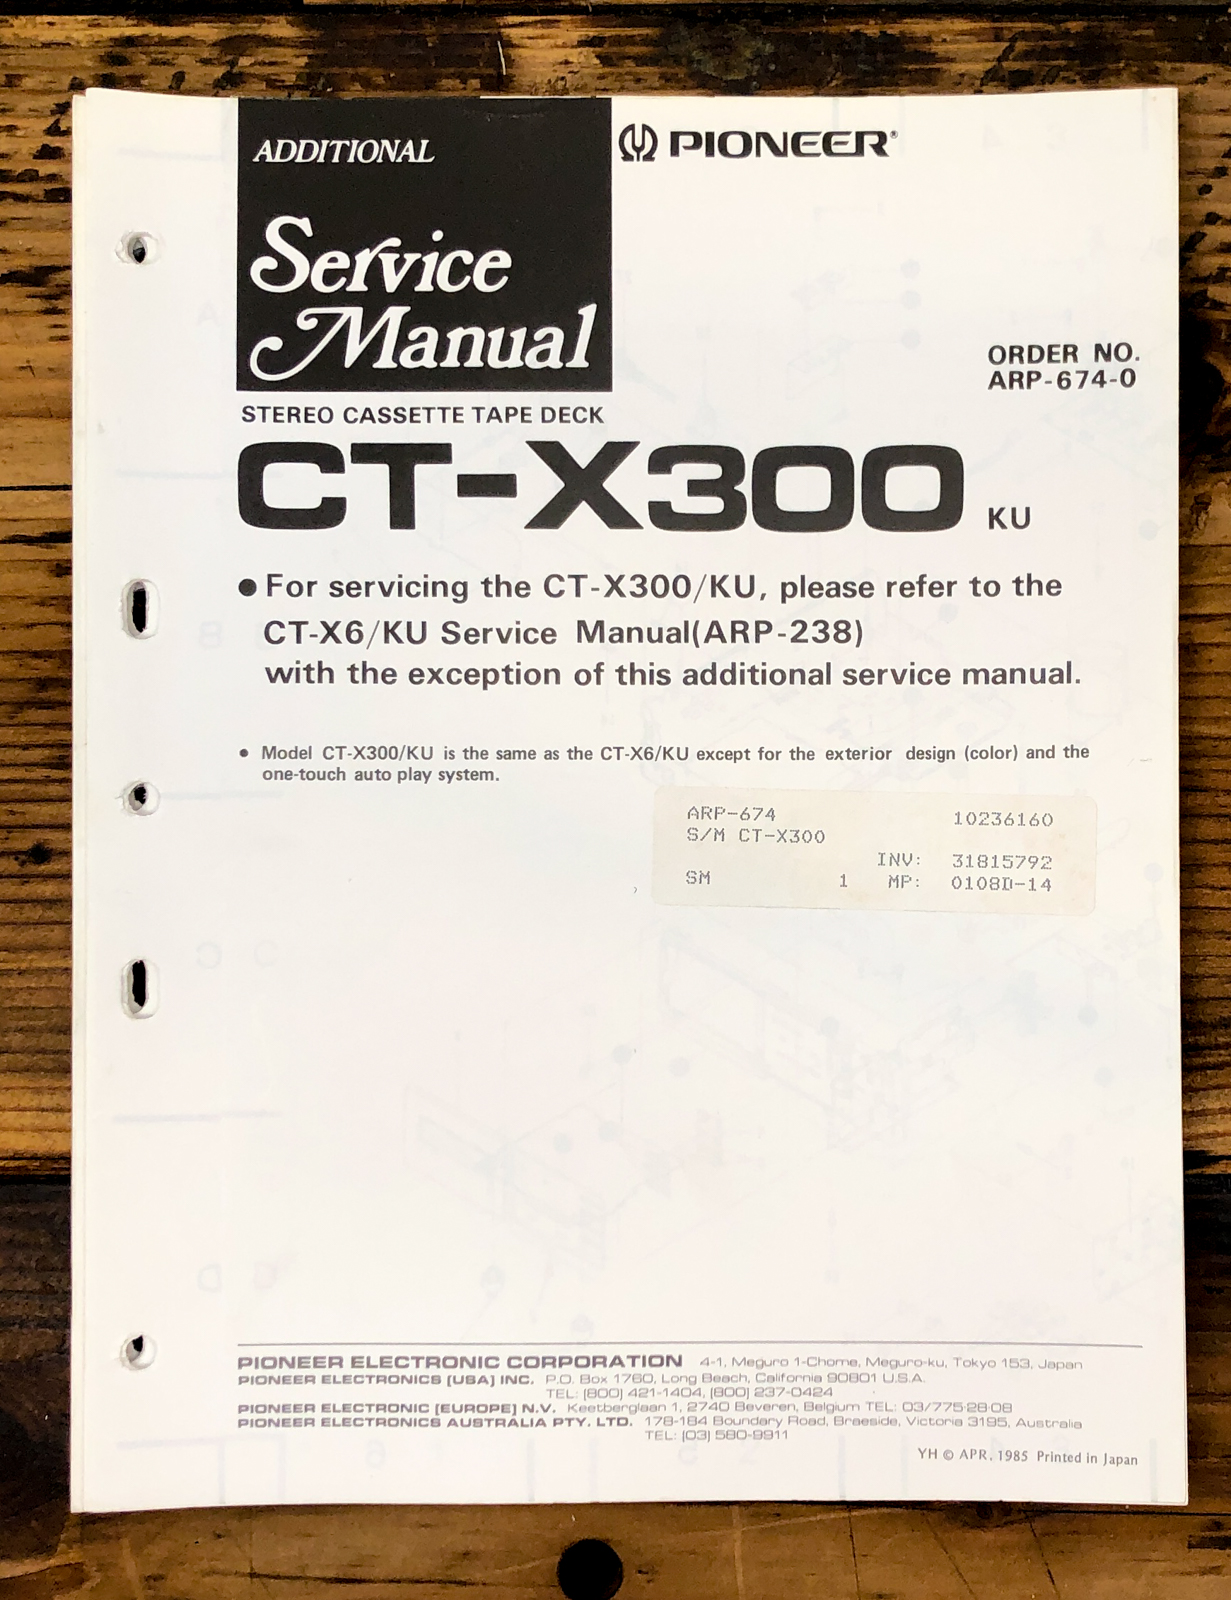 ADDITIONAL
PIONEER®
Service
Manual
ORDER NO.
ARP-674-0
STEREO CASSETTE TAPE DECK
CT-X300 KU
● For servicing the CT-X300/KU, please refer to the
CT-X6/KU Service Manual(ARP-238)
with the exception of this additional service manual.
● Model CT-X300/KU is the same as the CT-X6/KU except for the exterior design (color) and the
one-touch auto play system.
ARP-674 10236160
S/M CT-X300
INV: 31815792
SM 1 MP: 0108D-14
PIONEER ELECTRONIC CORPORATION 4-1, Meguro 1-Chome, Meguro-ku, Tokyo 153, Japan
PIONEER ELECTRONICS [USA] INC. P.O. Box 1760, Long Beach, California 90801 U.S.A.
TEL: [800] 421-1404, [800] 237-0424
PIONEER ELECTRONIC [EUROPE] N.V. Keetberglaan 1, 2740 Beveren, Belgium TEL: 03/775·28·08
PIONEER ELECTRONICS AUSTRALIA PTY. LTD. 178-184 Boundary Road, Braeside, Victoria 3195, Australia
TEL: [03] 580-9911
YH © APR. 1985 Printed in Japan